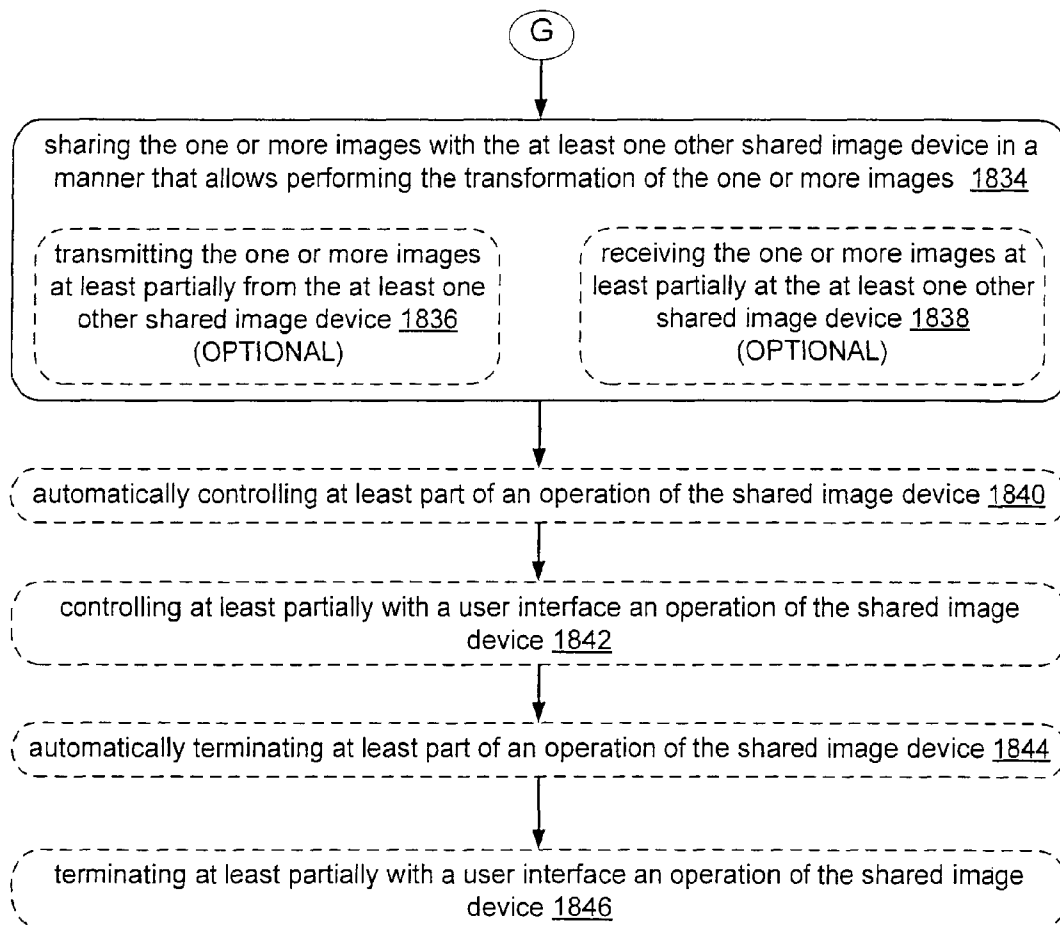 G
sharing the one or more images with the at least one other shared image device in a
manner that allows performing the transformation of the one or more images 1834
transmitting the one or more images
at least partially from the at least one
other shared image device 1836
(OPTIONAL)
receiving the one or more images at
least partially at the at least one other
shared image device 1838
(OPTIONAL)
automatically controlling at least part of an operation of the shared image device 1840
controlling at least partially with a user interface an operation of the shared image
device 1842
automatically terminating at least part of an operation of the shared image device 1844
terminating at least partially with a user interface an operation of the shared image
device 1846